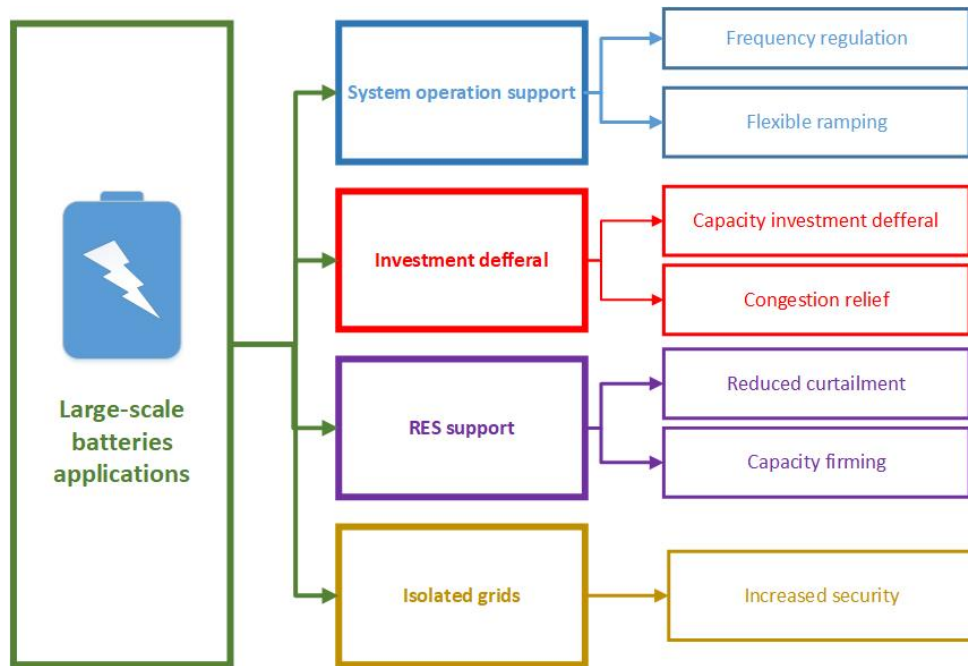 Large-scale
batteries
applications
System operation support
Frequency regulation
Flexible ramping
Investment defferal
Capacity investment defferal
Congestion relief
RES support
Reduced curtailment
Capacity firming
Isolated grids
Increased security